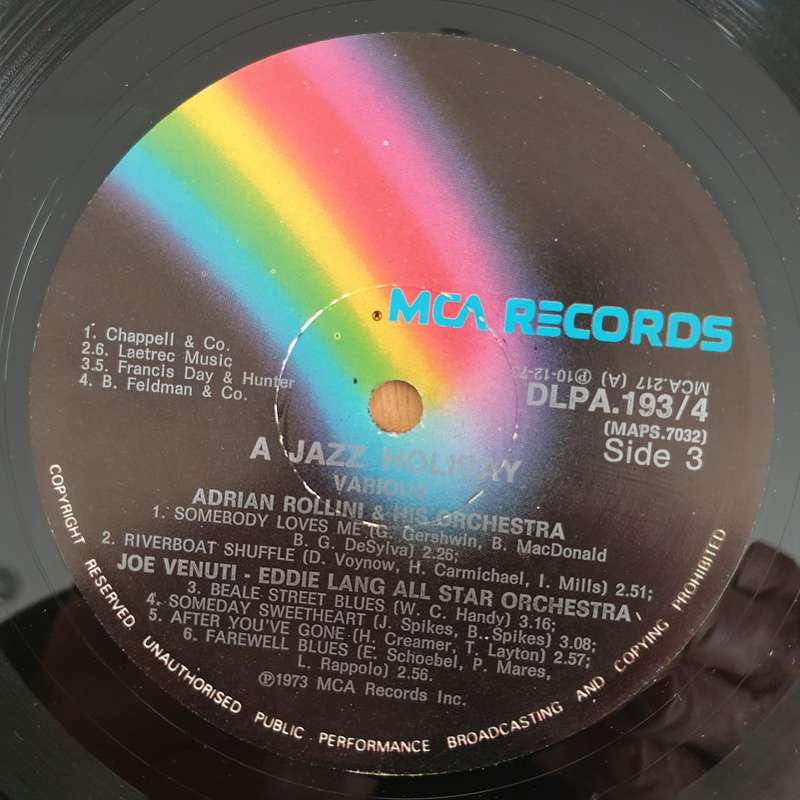 MCA RECORDS
1. Chappell & Co.
2.6. Laetrec Music
3.5. Francis Day & Hunter
4. B. Feldman & Co.
MCA.217 (A) ℗10-12-73
DLPA.193/4
(MAPS.7032)
Side 3
A JAZZ HOLIDAY
VARIOUS
ADRIAN ROLLINI & HIS ORCHESTRA
1. SOMEBODY LOVES ME (G. Gershwin, B. MacDonald
B. G. DeSylva) 2.26;
2. RIVERBOAT SHUFFLE (D. Voynow, H. Carmichael, I. Mills) 2.51;
JOE VENUTI - EDDIE LANG ALL STAR ORCHESTRA
3. BEALE STREET BLUES (W. C. Handy) 3.16;
4. SOMEDAY SWEETHEART (J. Spikes, B. Spikes) 3.08;
5. AFTER YOU'VE GONE (H. Creamer, T. Layton) 2.57;
6. FAREWELL BLUES (E. Schoebel, P. Mares,
L. Rappolo) 2.56.
℗1973 MCA Records Inc.
COPYRIGHT RESERVED. UNAUTHORISED PUBLIC PERFORMANCE BROADCASTING AND COPYING PROHIBITED